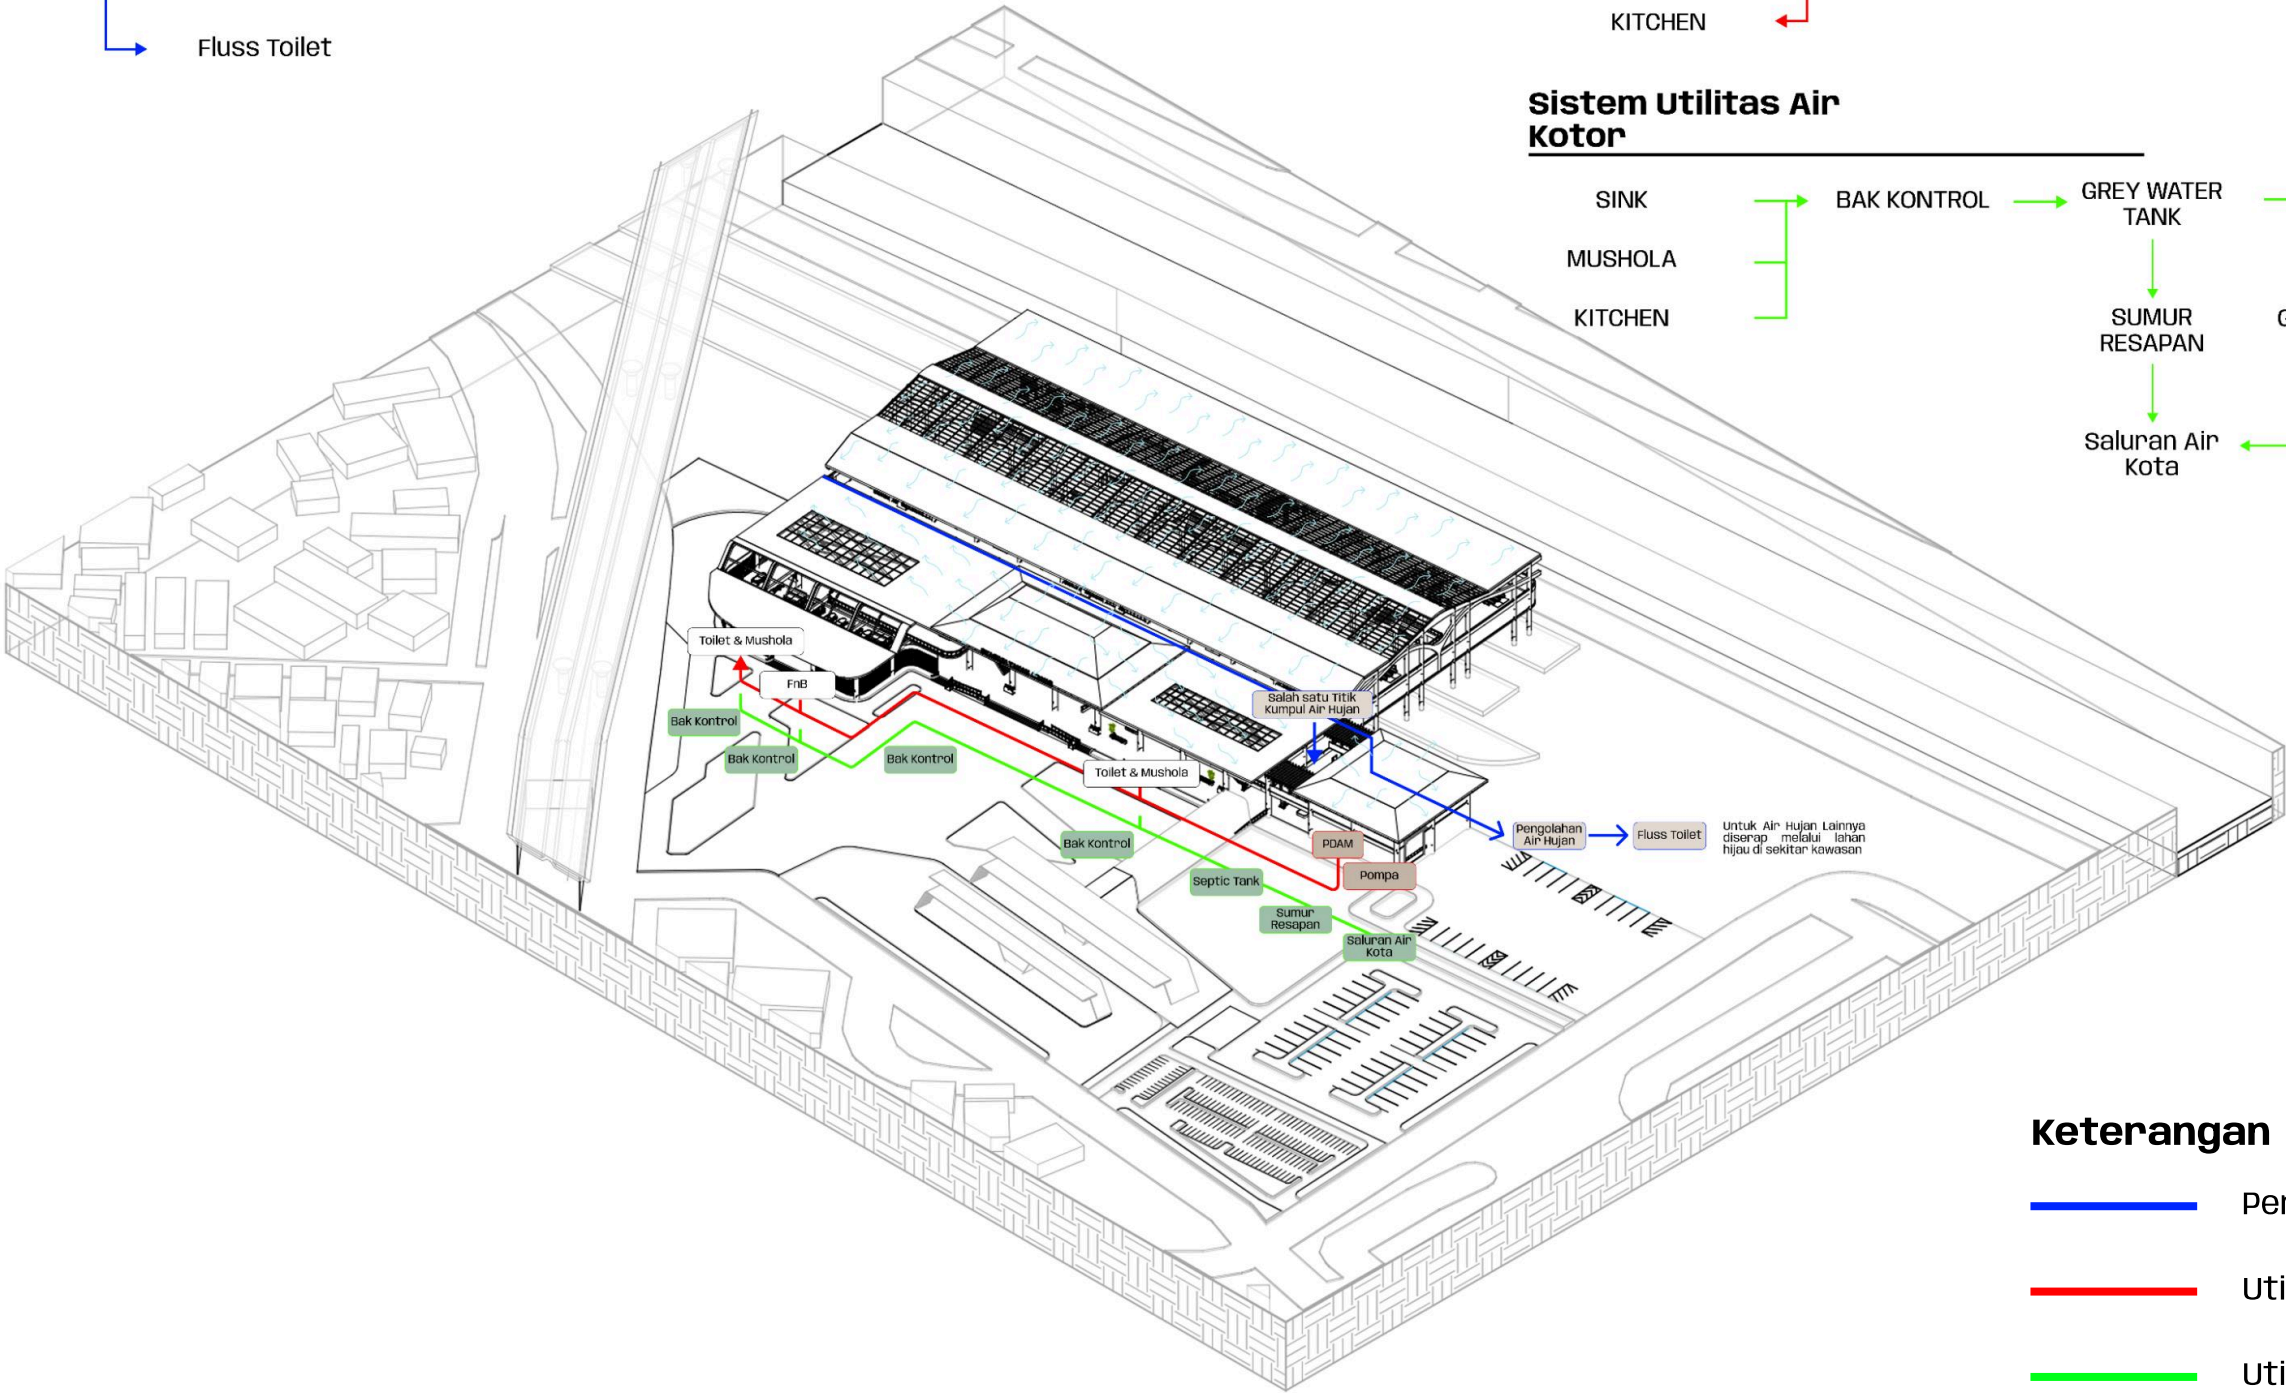 Fluss Toilet
KITCHEN
Sistem Utilitas Air
Kotor
SINK
BAK KONTROL
GREY WATER
TANK
MUSHOLA
KITCHEN
SUMUR
RESAPAN
Saluran Air
Kota
Toilet & Mushola
FnB
Bak Kontrol
Bak Kontrol
Bak Kontrol
Salah satu Titik
Kumpul Air Hujan
Toilet & Mushola
Bak Kontrol
PDAM
Pompa
Septic Tank
Sumur
Resapan
Saluran Air
Kota
Pengolahan
Air Hujan
Fluss Toilet
Untuk Air Hujan Lainnya
diserap melalui lahan
hijau di sekitar kawasan
Keterangan